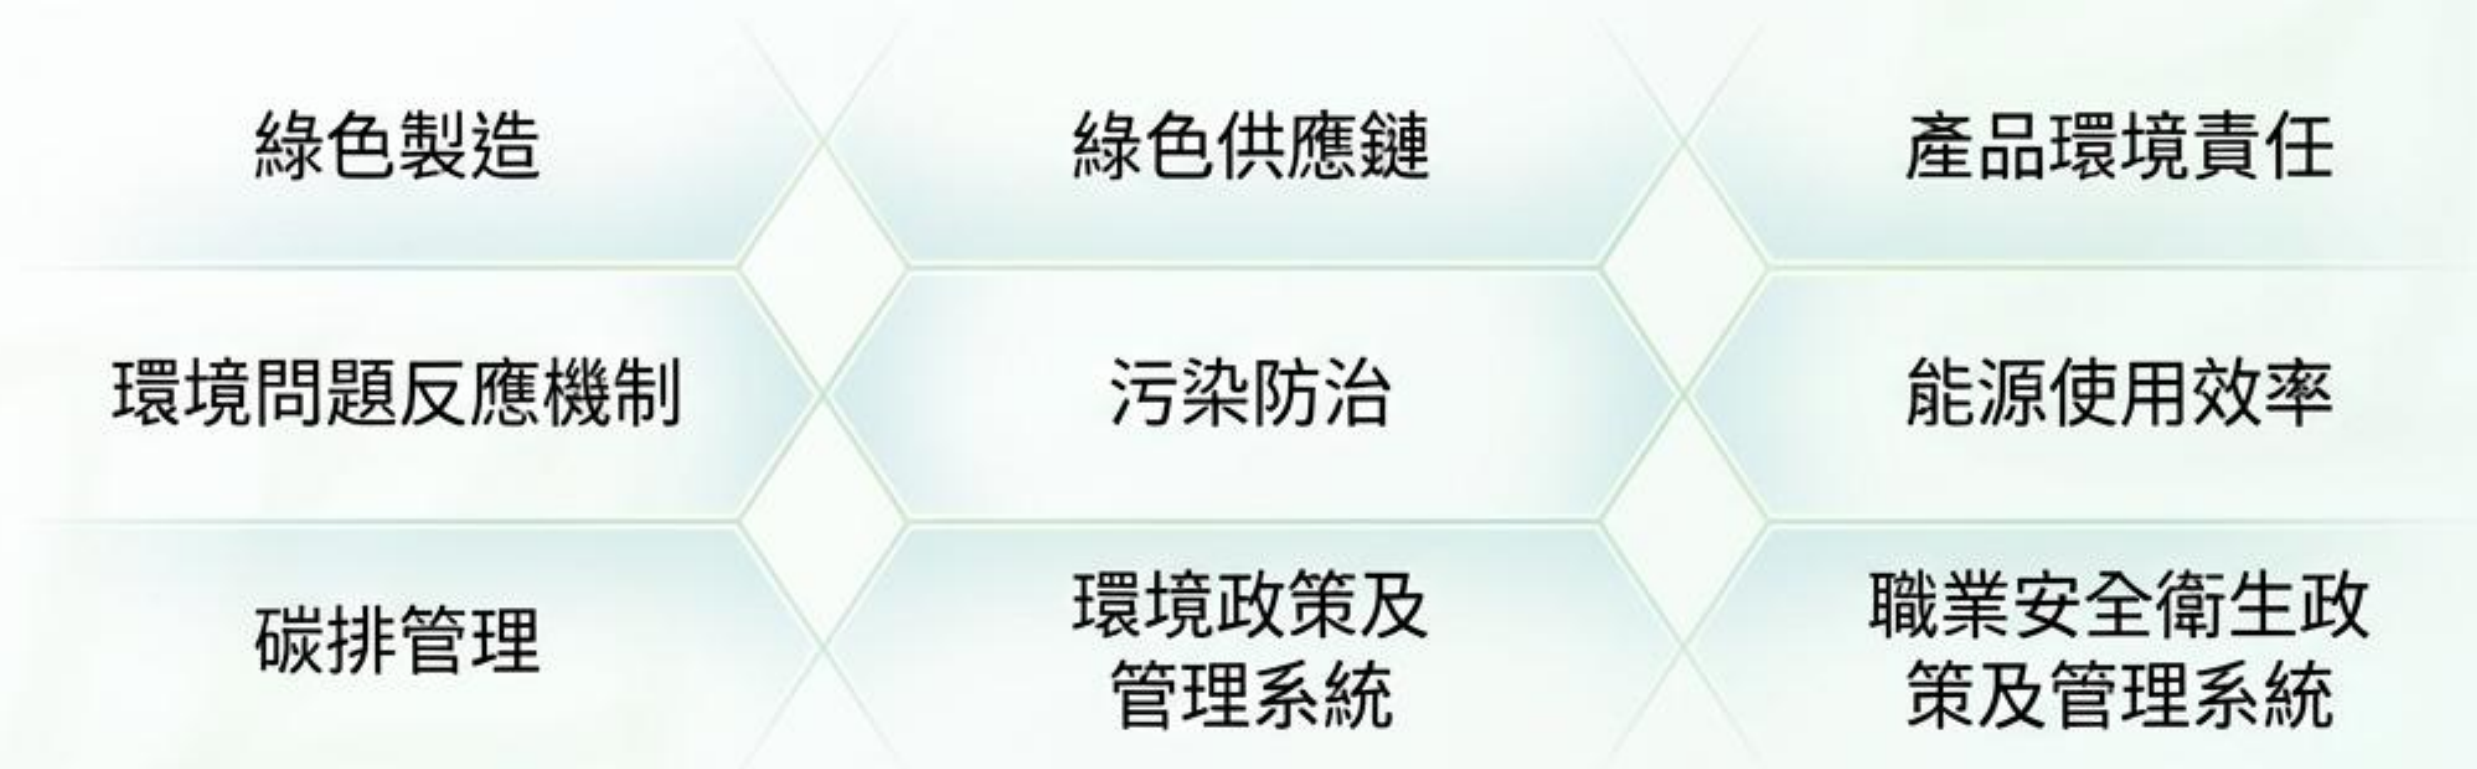 綠色製造
綠色供應鏈
產品環境責任
環境問題反應機制
污染防治
能源使用效率
碳排管理
環境政策及
管理系統
職業安全衛生政
策及管理系統